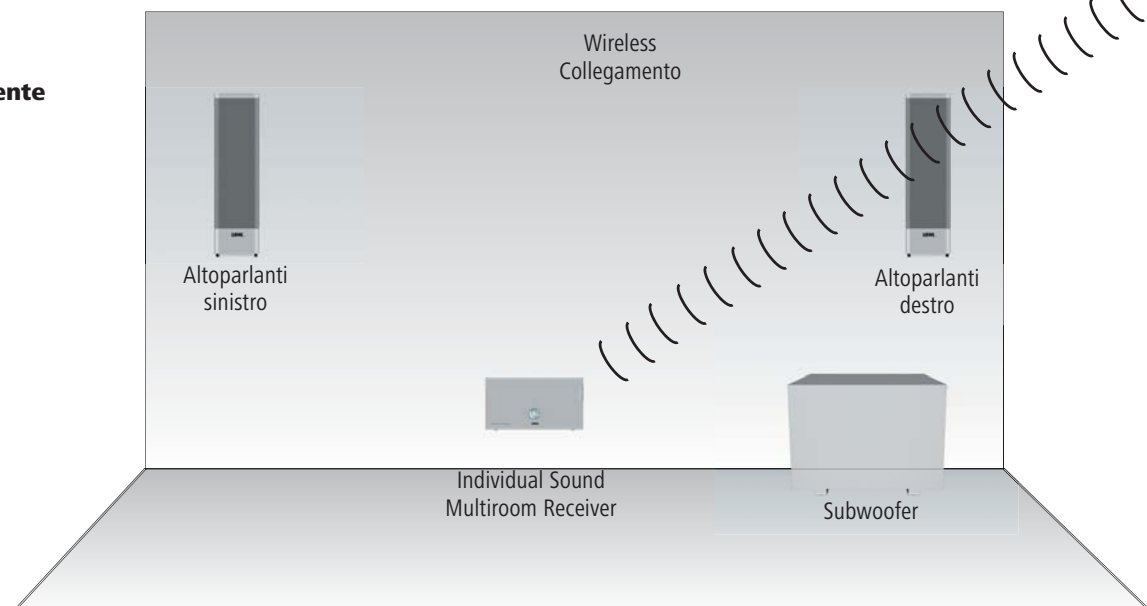 Wireless
Collegamento
ente
Altoparlanti
sinistro
Altoparlanti
destro
Individual Sound
Multiroom Receiver
Subwoofer